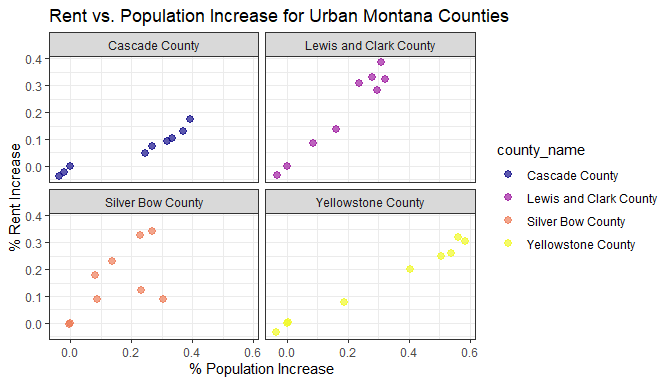 Rent vs. Population Increase for Urban Montana Counties
Cascade County
Lewis and Clark County
0.4
0.3
0.2
0.1
0.0
Silver Bow County
Yellowstone County
0.4
0.3
0.2
0.1
0.0
% Rent Increase
0.0 0.2 0.4 0.6 0.0 0.2 0.4 0.6
% Population Increase
county_name
Cascade County
Lewis and Clark County
Silver Bow County
Yellowstone County